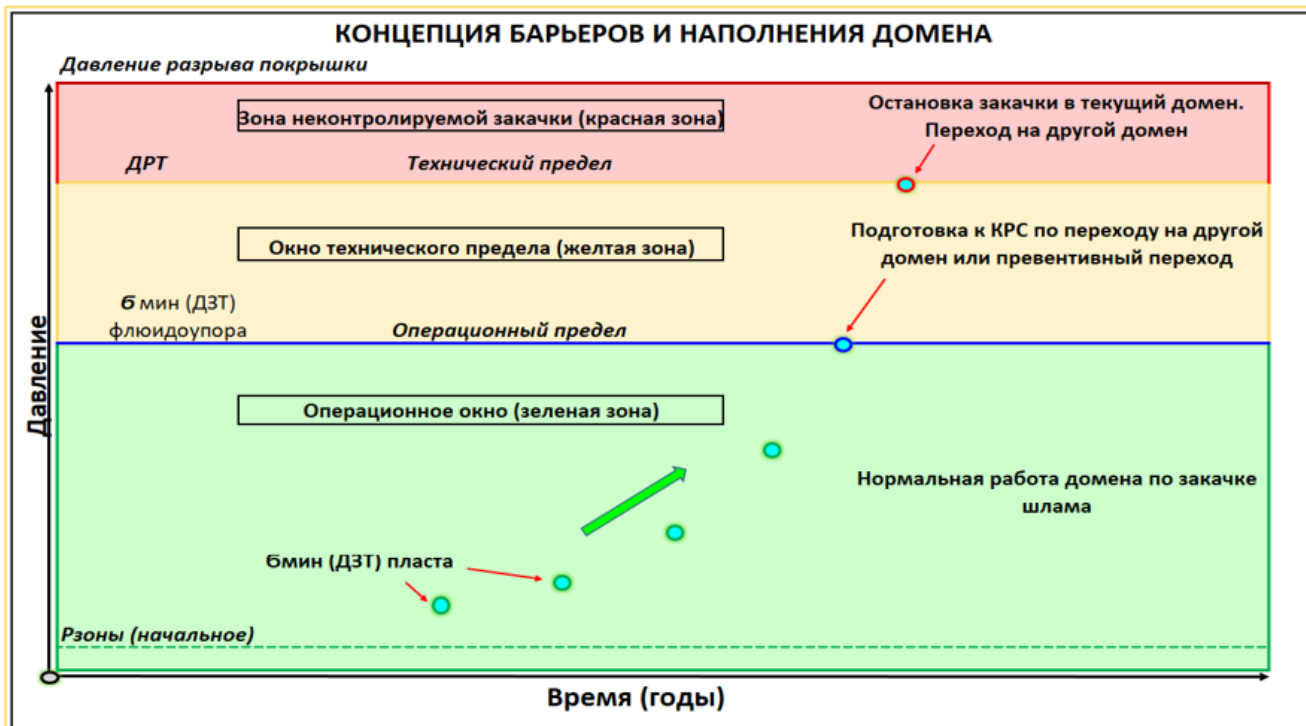 КОНЦЕПЦИЯ БАРЬЕРОВ И НАПОЛНЕНИЯ ДОМЕНА
Давление разрыва покрышки
Зона неконтролируемой закачки (красная зона)
Остановка закачки в текущий домен.
Переход на другой домен
ДРТ
Технический предел
Окно технического предела (желтая зона)
Подготовка к КРС по переходу на другой
домен или превентивный переход
б мин (ДЗТ)
флюидоупора
Операционный предел
Давление
Операционное окно (зеленая зона)
Нормальная работа домена по закачке
шлама
бмин (ДЗТ) пласта
Рзоны (начальное)
Время (годы)